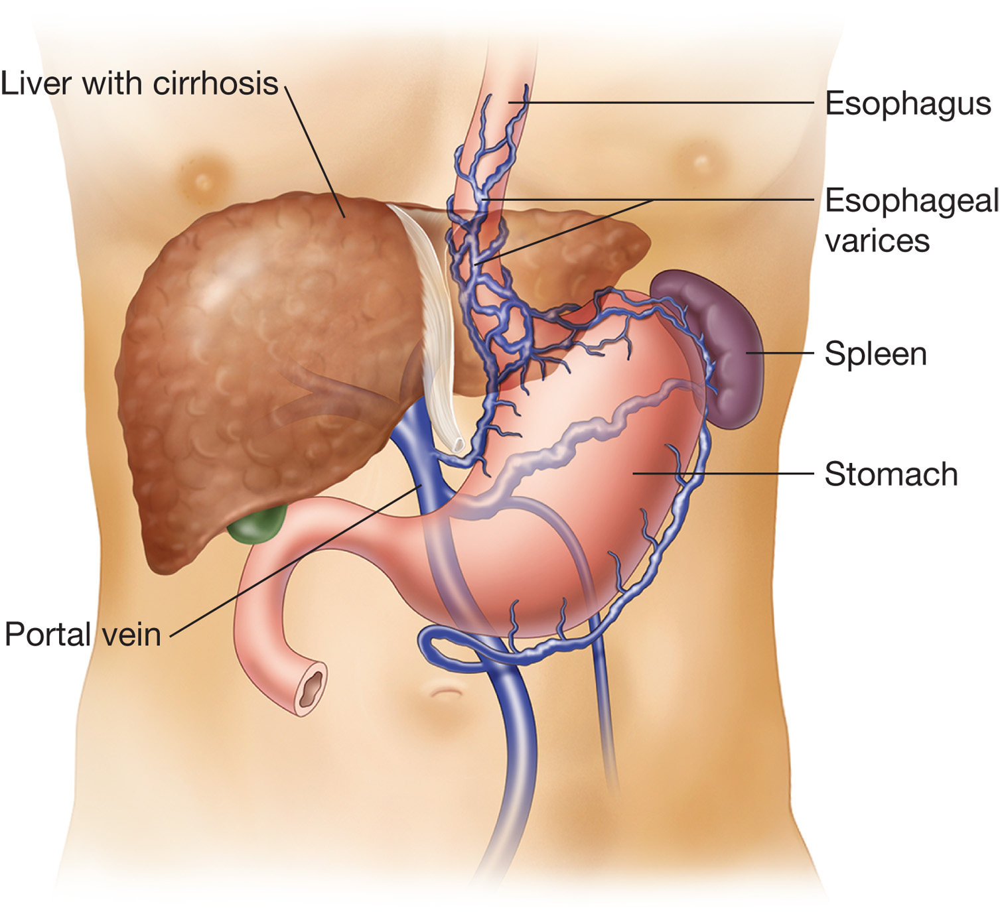 Liver with cirrhosis
Esophagus
Esophageal
varices
Spleen
Stomach
Portal vein